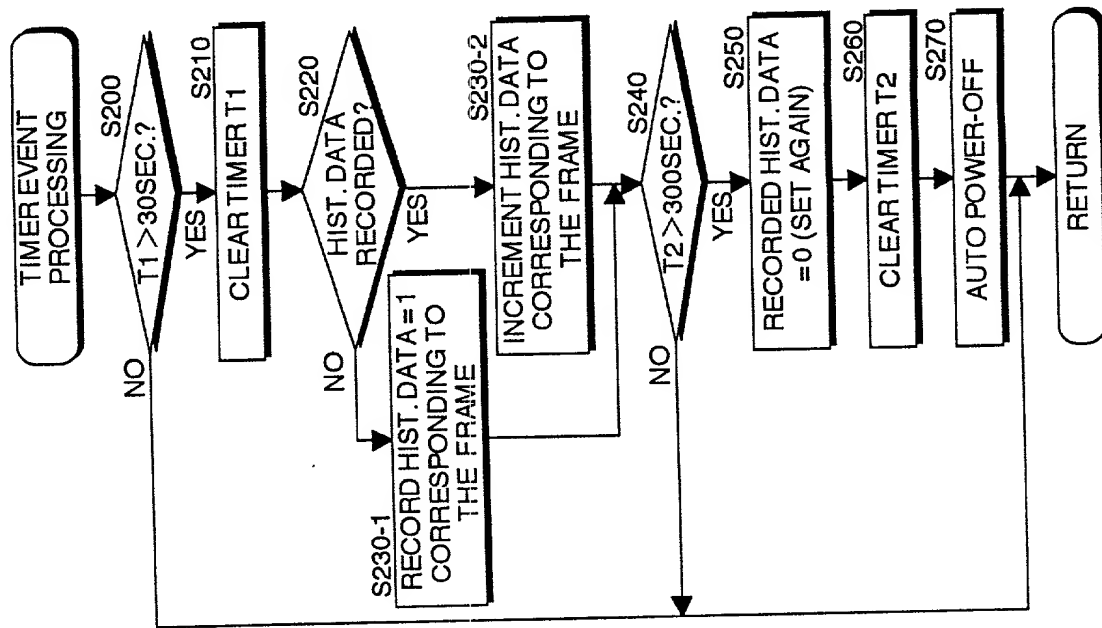 TIMER EVENT
PROCESSING
S200
T1 >30SEC.?
NO
YES
S210
CLEAR TIMER T1
S220
HIST. DATA
RECORDED?
NO
YES
S230-1
RECORD HIST. DATA =1
CORRESPONDING TO
THE FRAME
S230-2
INCREMENT HIST. DATA
CORRESPONDING TO
THE FRAME
S240
T2 >300SEC.?
NO
YES
S250
RECORDED HIST. DATA
=0 (SET AGAIN)
S260
CLEAR TIMER T2
S270
AUTO POWER-OFF
RETURN